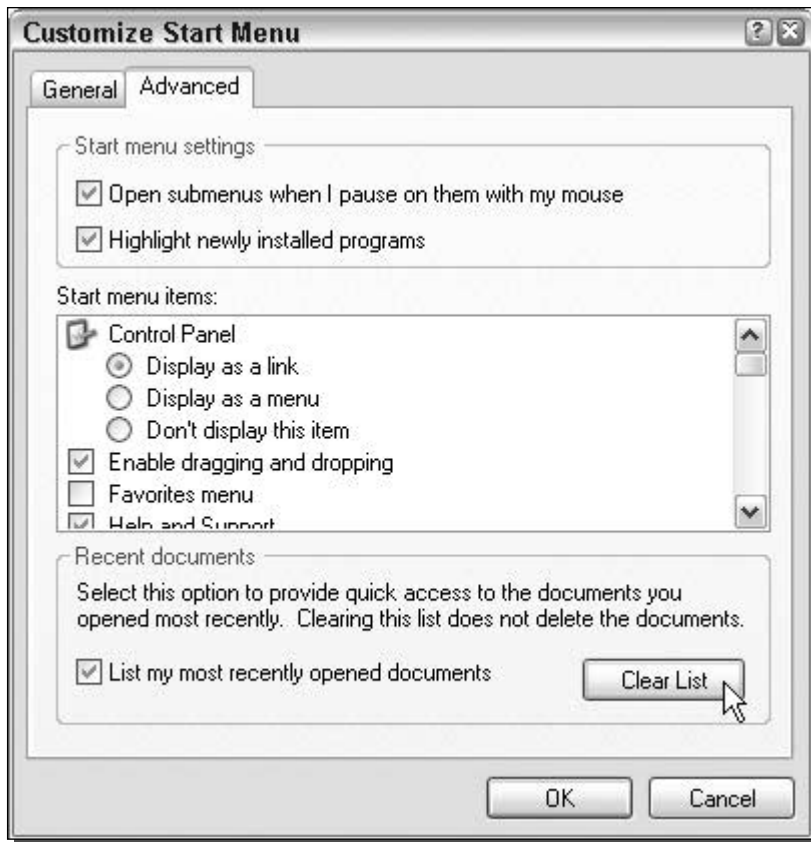 Customize Start Menu
General Advanced
Start menu settings
Open submenus when I pause on them with my mouse
Highlight newly installed programs
Start menu items:
Control Panel
Display as a link
Display as a menu
Don't display this item
Enable dragging and dropping
Favorites menu
Help and Support
Recent documents
Select this option to provide quick access to the documents you
opened most recently. Clearing this list does not delete the documents.
List my most recently opened documents Clear List
OK Cancel